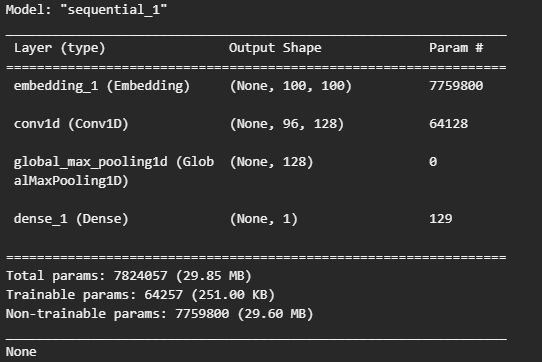 Model: "sequential_1"
_________________________________________________________________
Layer (type) Output Shape Param #
=================================================================
embedding_1 (Embedding) (None, 100, 100) 7759800
conv1d (Conv1D) (None, 96, 128) 64128
global_max_pooling1d (Glob (None, 128) 0
alMaxPooling1D)
dense_1 (Dense) (None, 1) 129
=================================================================
Total params: 7824057 (29.85 MB)
Trainable params: 64257 (251.00 KB)
Non-trainable params: 7759800 (29.60 MB)
_________________________________________________________________
None